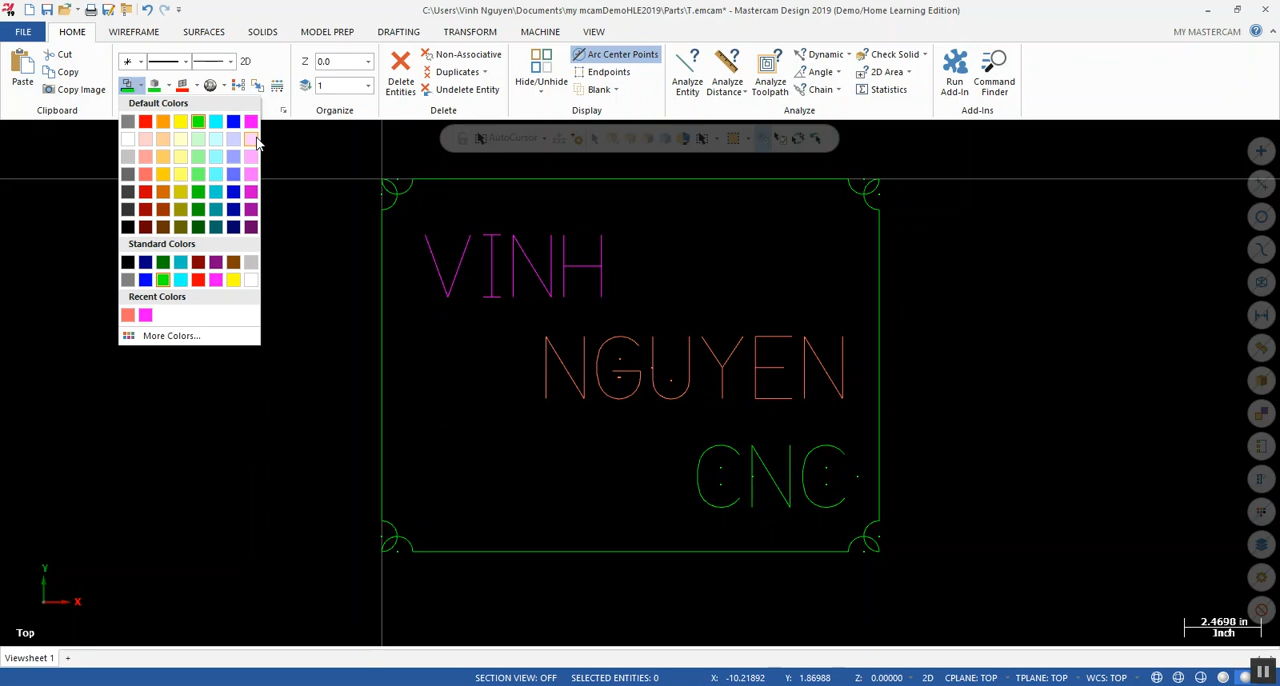 C:\Users\Vinh Nguyen\Documents\my mcamDemoHLE2019\Parts\T.emcam* - Mastercam Design 2019 (Demo/Home Learning Edition)
FILE HOME WIREFRAME SURFACES SOLIDS MODEL PREP DRAFTING TRANSFORM MACHINE VIEW MY MASTERCAM
Cut Copy Copy Image Paste
Clipboard
2D
Z 0.0
1
Organize
Delete Entities
Non-Associative
Duplicates
Undelete Entity
Delete
Hide/Unhide
Arc Center Points
Endpoints
Blank
Display
Analyze Entity
Analyze Distance
Analyze Toolpath
Dynamic
Angle
Chain
Check Solid
2D Area
Statistics
Analyze
Run Add-In
Command Finder
Add-Ins
Default Colors
Standard Colors
Recent Colors
More Colors...
AutoCursor
VINH
NGUYEN
CNC
Y
X
Top
2.4698 in
Inch
Viewsheet 1 +
SECTION VIEW: OFF SELECTED ENTITIES: 0 X: -10.21892 Y: 1.86988 Z: 0.00000 2D CPLANE: TOP TPLANE: TOP WCS: TOP